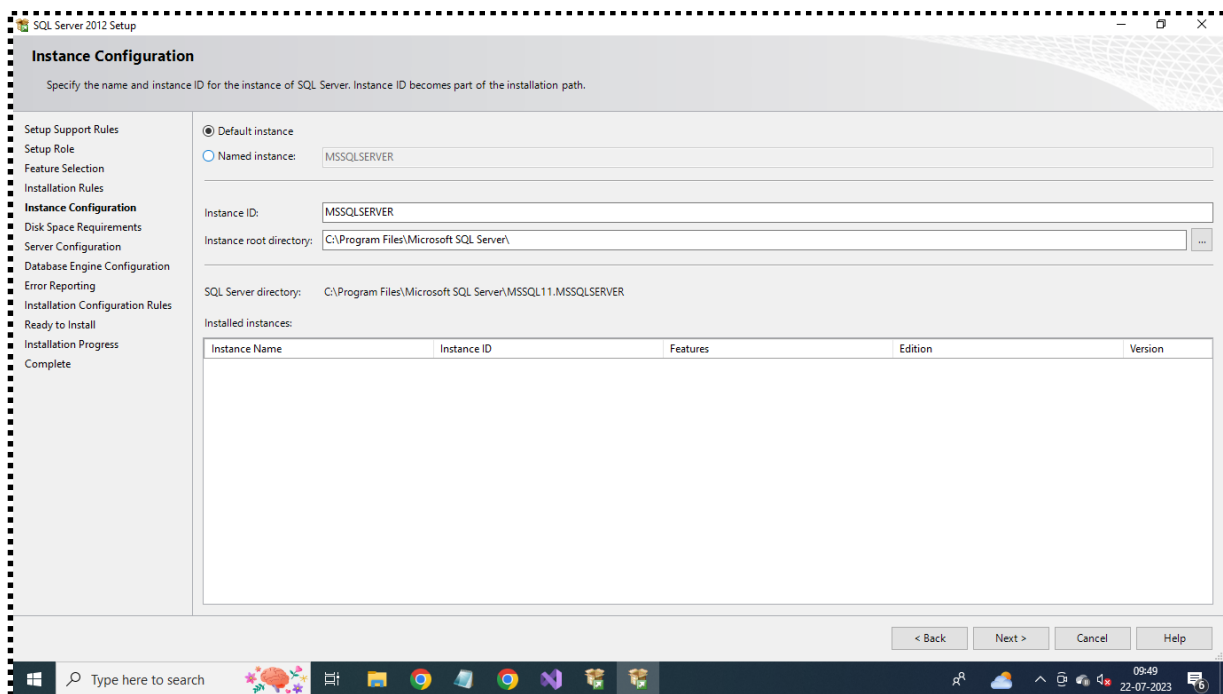 SQL Server 2012 Setup
Instance Configuration
Specify the name and instance ID for the instance of SQL Server. Instance ID becomes part of the installation path.
Setup Support Rules
Setup Role
Feature Selection
Installation Rules
Instance Configuration
Disk Space Requirements
Server Configuration
Database Engine Configuration
Error Reporting
Installation Configuration Rules
Ready to Install
Installation Progress
Complete
Default instance
Named instance: MSSQLSERVER
Instance ID: MSSQLSERVER
Instance root directory: C:\Program Files\Microsoft SQL Server\ ...
SQL Server directory: C:\Program Files\Microsoft SQL Server\MSSQL11.MSSQLSERVER
Installed instances:
Instance Name Instance ID Features Edition Version
< Back Next > Cancel Help
Type here to search
09:49
22-07-2023
6